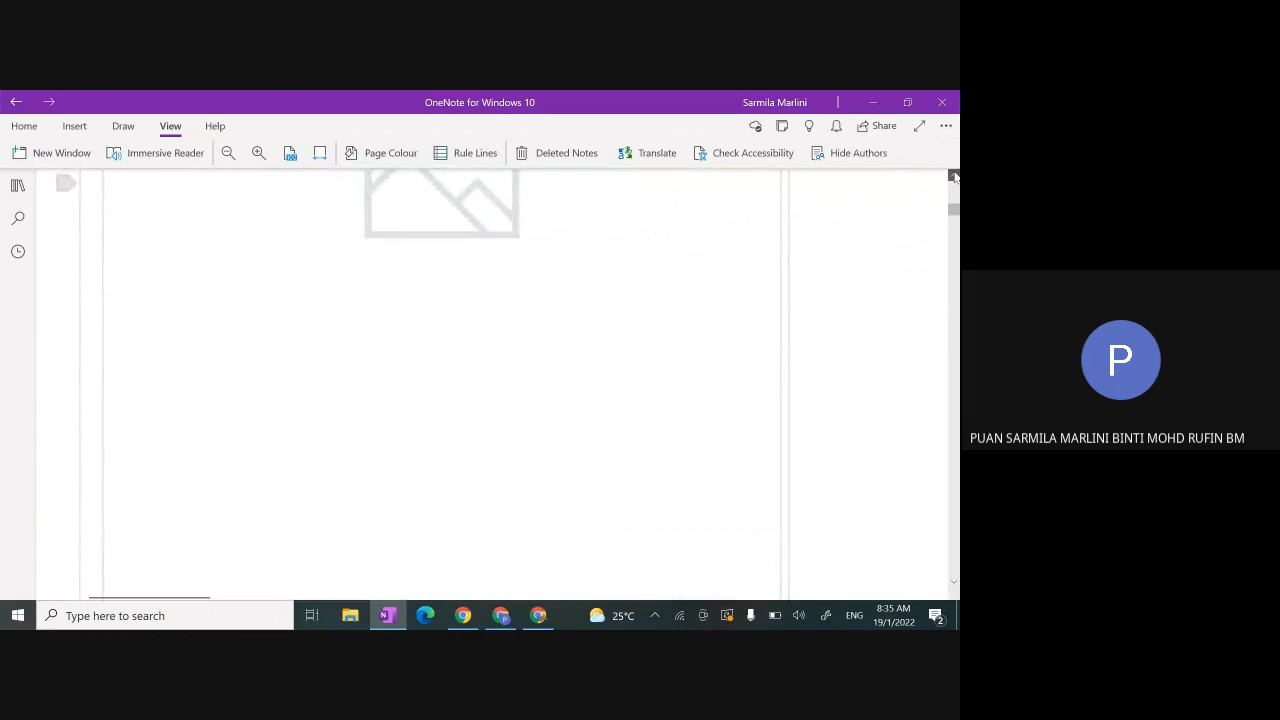 OneNote for Windows 10
Sarmila Marlini
Home
Insert
Draw
View
Help
Share
New Window
Immersive Reader
Page Colour
Rule Lines
Deleted Notes
Translate
Check Accessibility
Hide Authors
P
PUAN SARMILA MARLINI BINTI MOHD RUFIN BM
Type here to search
25°C
ENG
8:35 AM
19/1/2022
2